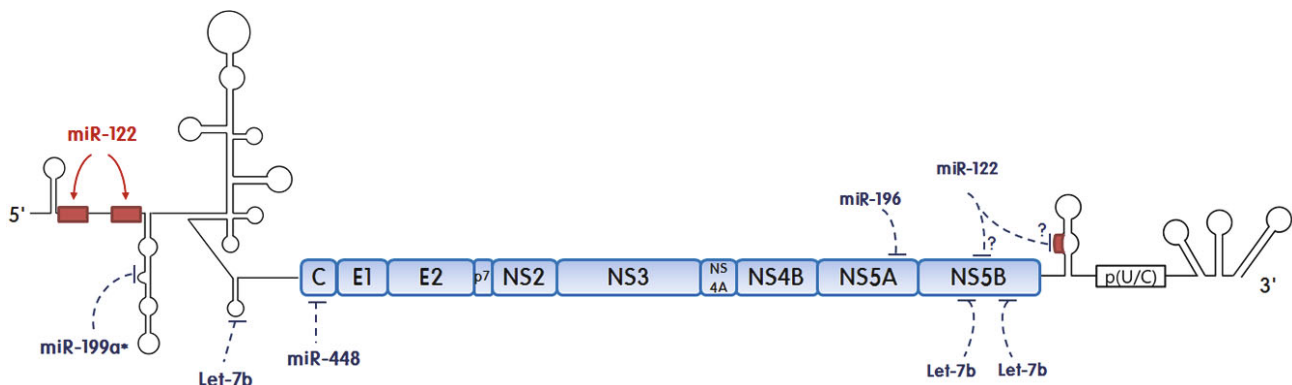 miR-122
miR-122
miR-196
5'
?
?
C
E1
E2
p7
NS2
NS3
NS
4A
NS4B
NS5A
NS5B
p(U/C)
3'
miR-199a*
miR-448
Let-7b
Let-7b
Let-7b